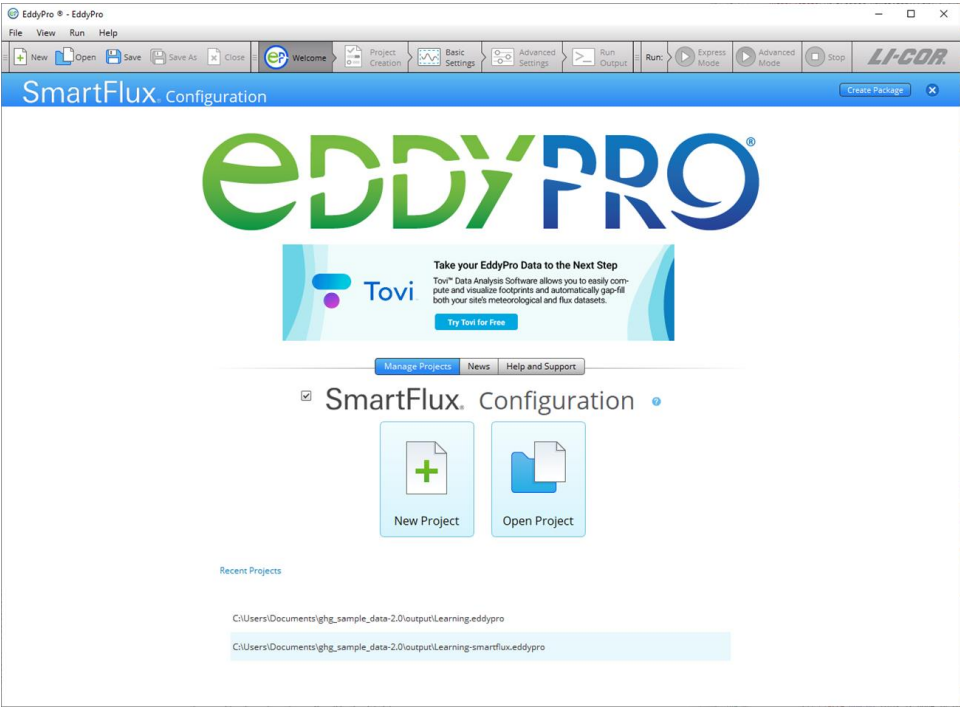 EddyPro ® - EddyPro
File View Run Help
New Open Save Save As Close Welcome Project Creation Basic Settings Advanced Settings Run Output Run: Express Mode Advanced Mode Stop LI-COR.
SmartFlux® Configuration Create Package
eDDYPRO®
Take your EddyPro Data to the Next Step
Tovi™ Data Analysis Software allows you to easily com-
pute and visualize footprints and automatically gap-fill
both your site's meteorological and flux datasets.
Tovi
Try Tovi for Free
Manage Projects News Help and Support
SmartFlux® Configuration ?
New Project Open Project
Recent Projects
C:\Users\Documents\ghg_sample_data-2.0\output\Learning.eddypro
C:\Users\Documents\ghg_sample_data-2.0\output\Learning-smartflux.eddypro